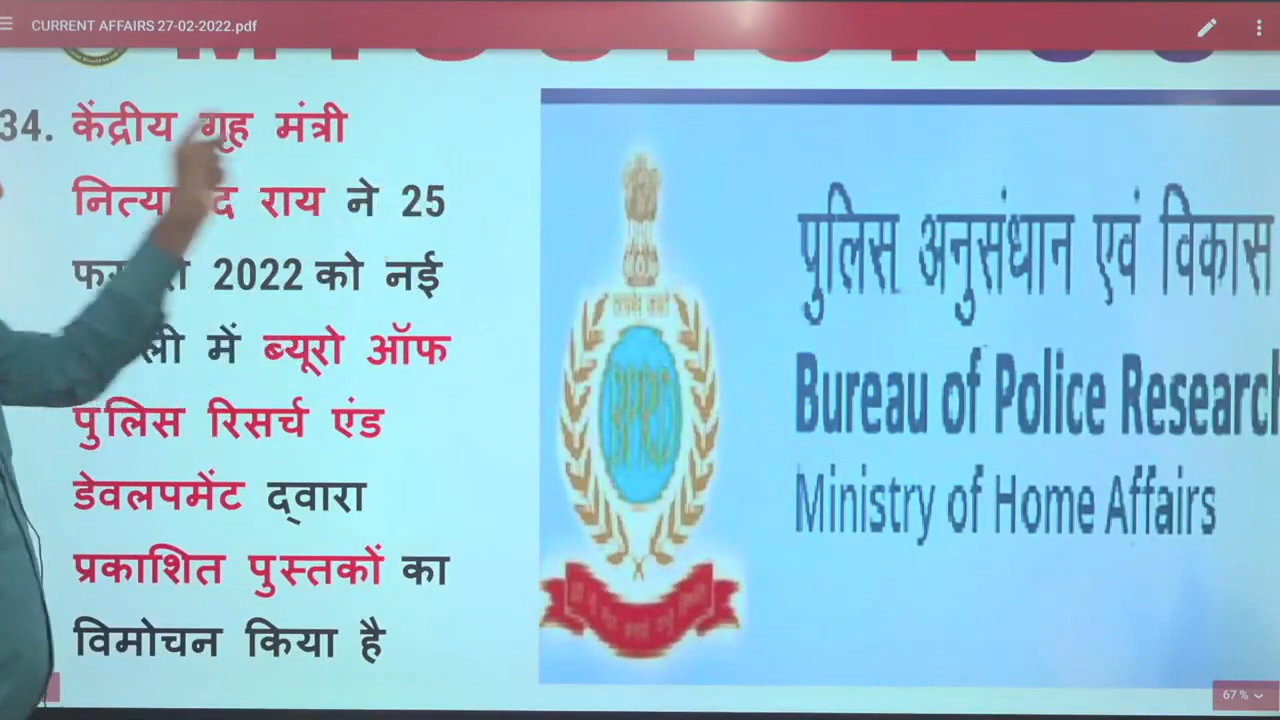 CURRENT AFFAIRS 27-02-2022.pdf
34. केंद्रीय गृह मंत्री
राय ने 25
2022 को नई
में ब्यूरो ऑफ
पुलिस रिसर्च एंड
डेवलपमेंट द्वारा
प्रकाशित पुस्तकों का
विमोचन किया है
पुलिस अनुसंधान एवं विकास
Bureau of Police Research
Ministry of Home Affairs
BPRD
67 %